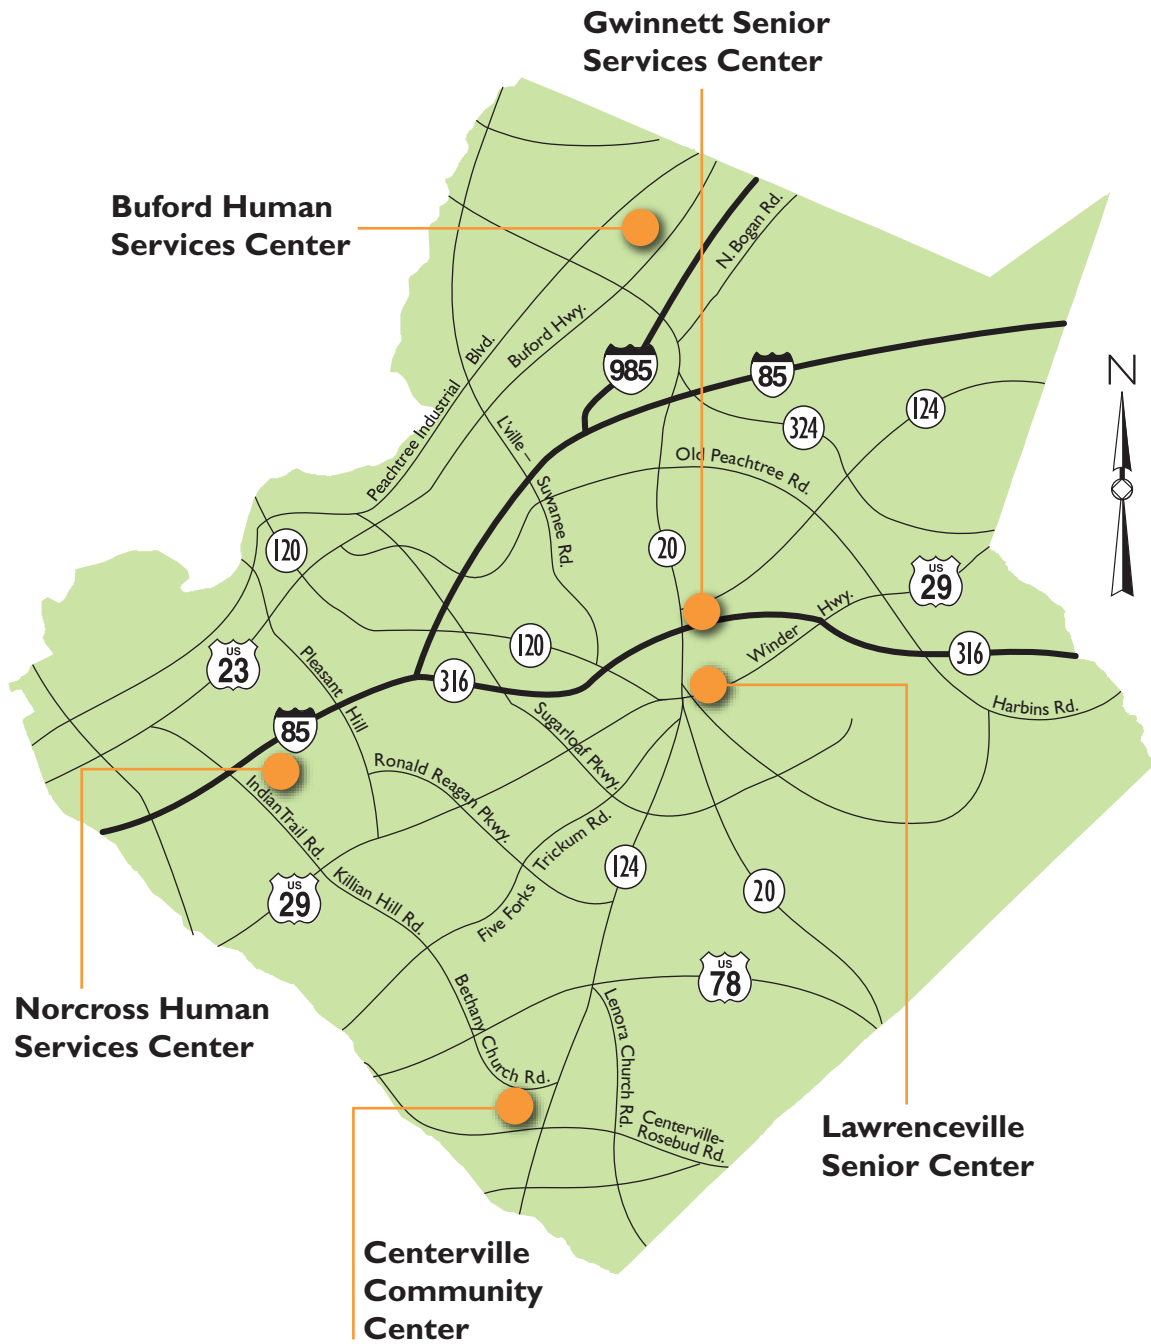 Gwinnett Senior
Services Center
Buford Human
Services Center
N. Bogan Rd.
Buford Hwy.
Peachtree Industrial Blvd.
985
85
N
124
324
L'ville –
Suwanee Rd.
Old Peachtree Rd.
120
20
US
29
Winder Hwy.
120
US
23
Pleasant
Hill
316
316
Harbins Rd.
85
Sugarloaf Pkwy.
Ronald Reagan Pkwy.
Indian Trail Rd.
Five Forks Trickum Rd.
124
20
US
29
Killian Hill Rd.
US
78
Bethany
Church Rd.
Lenora Church Rd.
Norcross Human
Services Center
Centerville-
Rosebud Rd.
Lawrenceville
Senior Center
Centerville
Community
Center